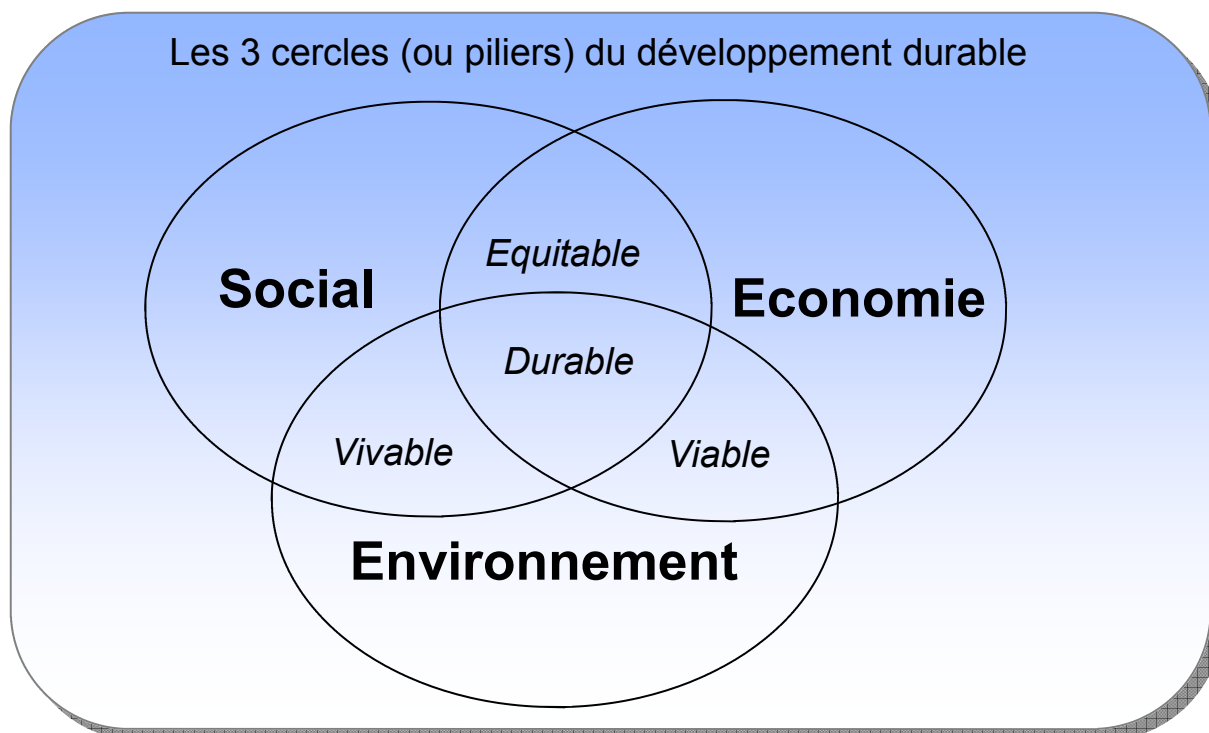 Les 3 cercles (ou piliers) du développement durable
Equitable
Social
Economie
Durable
Vivable
Viable
Environnement